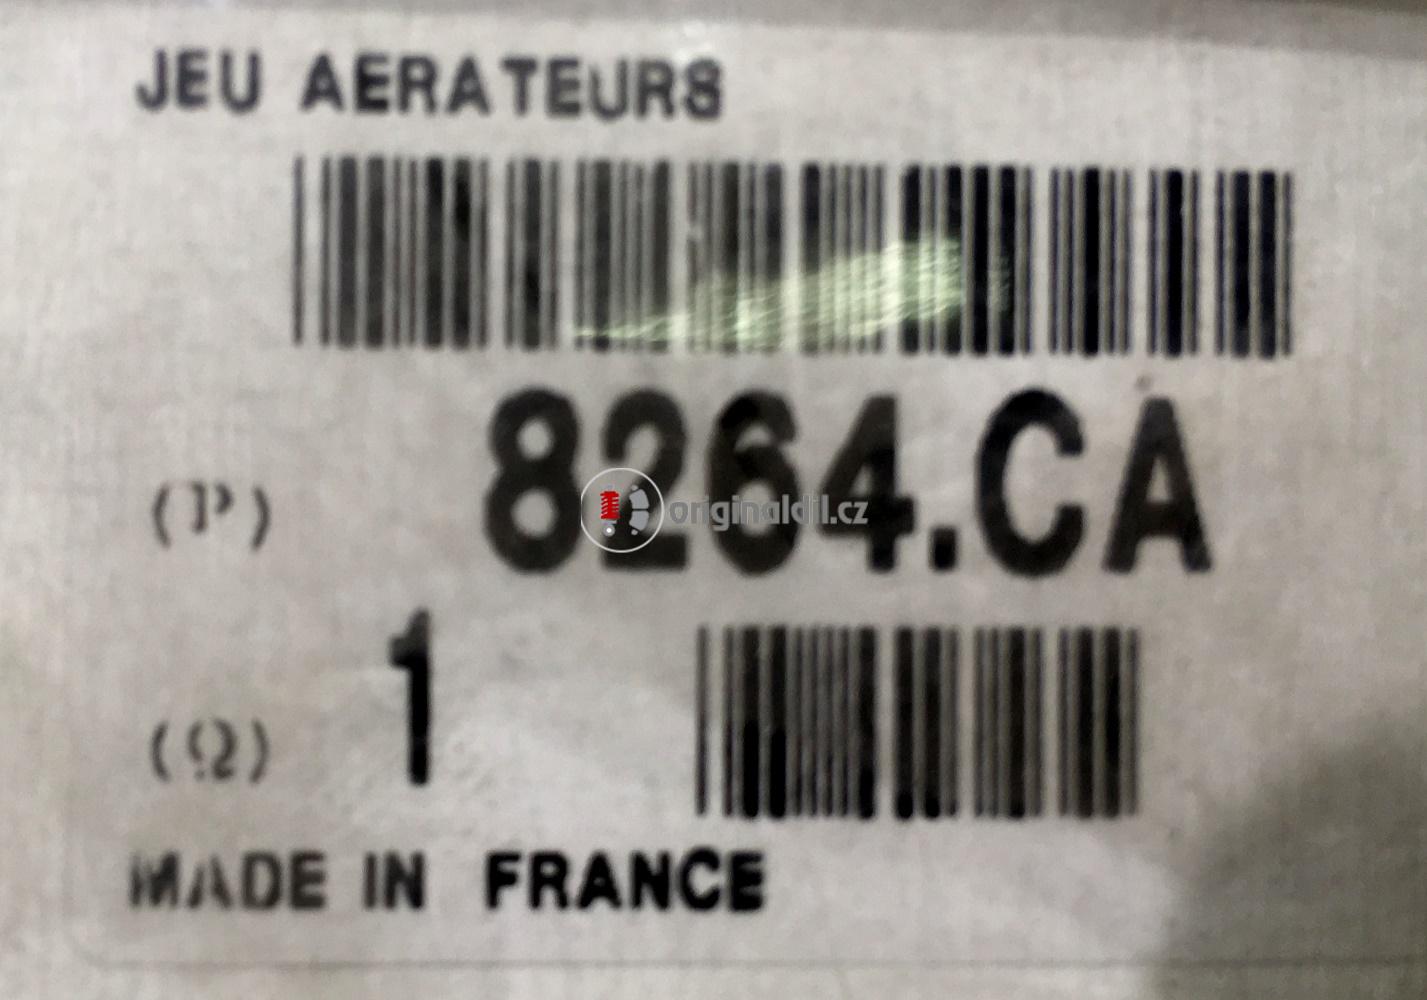 JEU AERATEURS
(P) 8264.CA
originaldil.cz
(Q) 1
MADE IN FRANCE